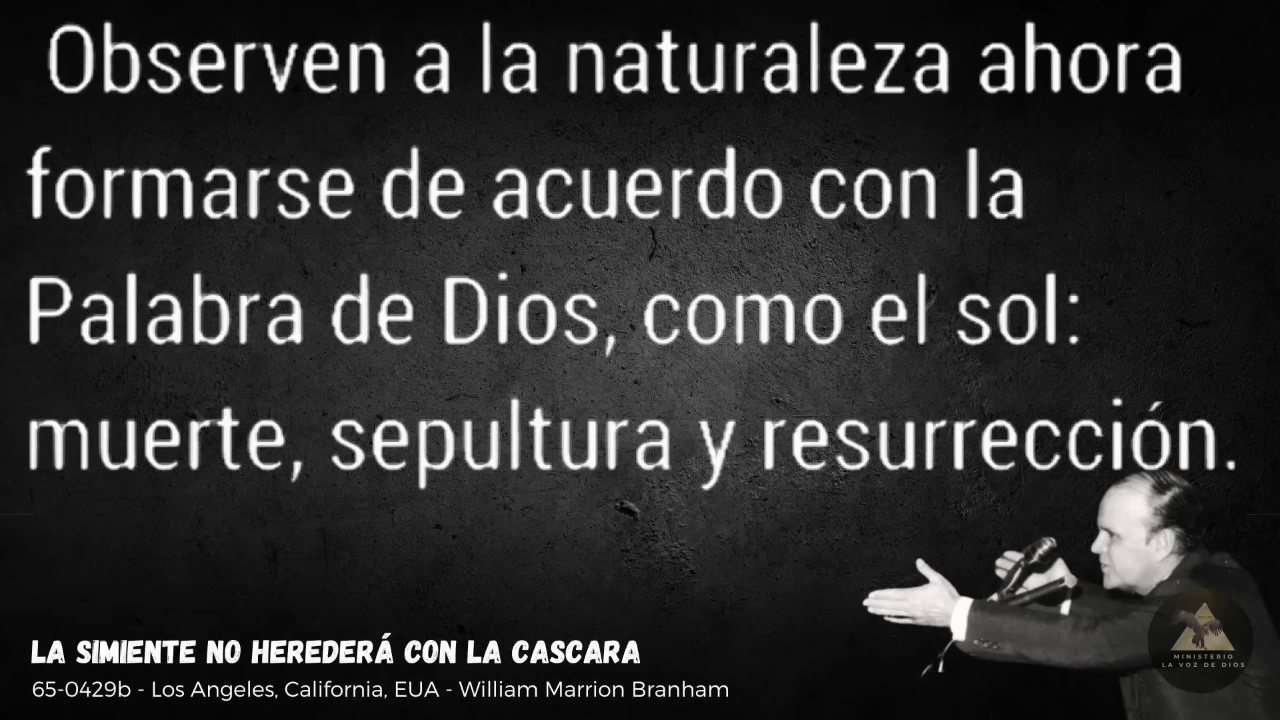 Observen a la naturaleza ahora
formarse de acuerdo con la
Palabra de Dios, como el sol:
muerte, sepultura y resurrección.
LA SIMIENTE NO HEREDERÁ CON LA CASCARA
65-0429b - Los Angeles, California, EUA - William Marrion Branham
MINISTERIO
LA VOZ DE DIOS